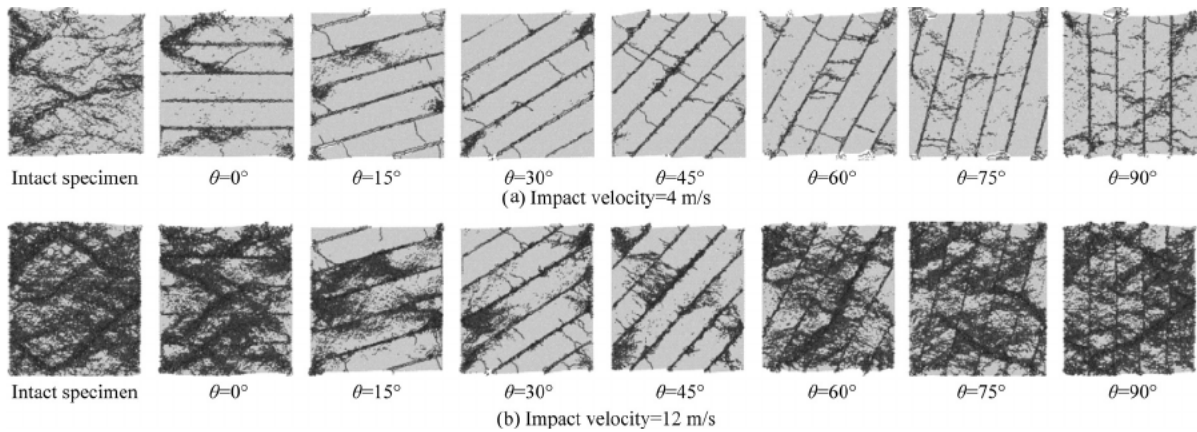 Intact specimen θ=0° θ=15° θ=30° θ=45° θ=60° θ=75° θ=90°
(a) Impact velocity=4 m/s
Intact specimen θ=0° θ=15° θ=30° θ=45° θ=60° θ=75° θ=90°
(b) Impact velocity=12 m/s